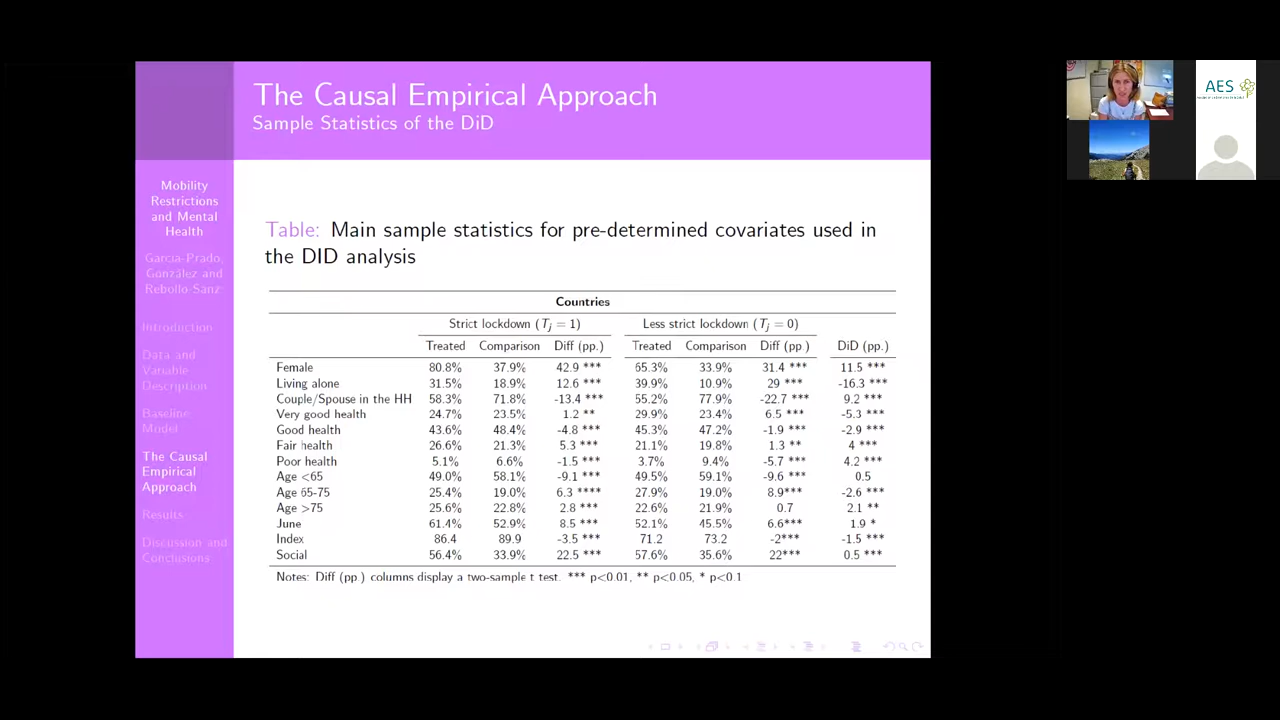 The Causal Empirical Approach
Sample Statistics of the DiD
Mobility
Restrictions
and Mental
Health
Garcia-Prado,
González and
Rebollo-Sanz
Introduction
Data and
Variable
Description
Baseline
Model
The Causal
Empirical
Approach
Results
Discussion and
Conclusions
Table: Main sample statistics for pre-determined covariates used in
the DID analysis
Countries
Strict lockdown (Tj = 1) Less strict lockdown (Tj = 0)
Treated Comparison Diff (pp.) Treated Comparison Diff (pp.) DiD (pp.)
Female 80.8% 37.9% 42.9 *** 65.3% 33.9% 31.4 *** 11.5 ***
Living alone 31.5% 18.9% 12.6 *** 39.9% 10.9% 29 *** -16.3 ***
Couple/Spouse in the HH 58.3% 71.8% -13.4 *** 55.2% 77.9% -22.7 *** 9.2 ***
Very good health 24.7% 23.5% 1.2 ** 29.9% 23.4% 6.5 *** -5.3 ***
Good health 43.6% 48.4% -4.8 *** 45.3% 47.2% -1.9 *** -2.9 ***
Fair health 26.6% 21.3% 5.3 *** 21.1% 19.8% 1.3 ** 4 ***
Poor health 5.1% 6.6% -1.5 *** 3.7% 9.4% -5.7 *** 4.2 ***
Age <65 49.0% 58.1% -9.1 *** 49.5% 59.1% -9.6 *** 0.5
Age 65-75 25.4% 19.0% 6.3 **** 27.9% 19.0% 8.9*** -2.6 ***
Age >75 25.6% 22.8% 2.8 *** 22.6% 21.9% 0.7 2.1 **
June 61.4% 52.9% 8.5 *** 52.1% 45.5% 6.6*** 1.9 *
Index 86.4 89.9 -3.5 *** 71.2 73.2 -2*** -1.5 ***
Social 56.4% 33.9% 22.5 *** 57.6% 35.6% 22*** 0.5 ***
Notes: Diff (pp.) columns display a two-sample t test. *** p<0.01, ** p<0.05, * p<0.1
AES